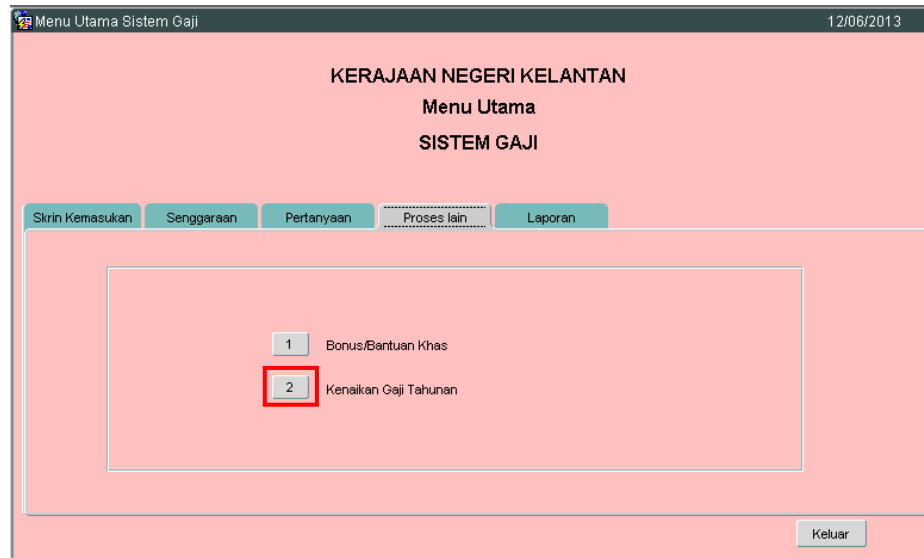 Menu Utama Sistem Gaji 12/06/2013
KERAJAAN NEGERI KELANTAN
Menu Utama
SISTEM GAJI
Skrin Kemasukan Senggaraan Pertanyaan Proses lain Laporan
1 Bonus/Bantuan Khas
2 Kenaikan Gaji Tahunan
Keluar